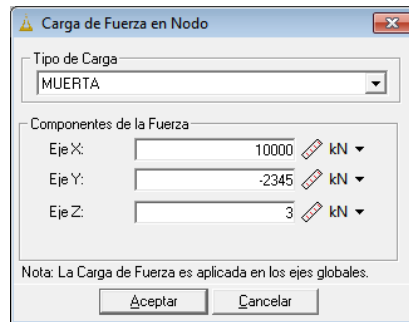 Carga de Fuerza en Nodo
Tipo de Carga
MUERTA
Componentes de la Fuerza
Eje X: 10000 kN
Eje Y: -2345 kN
Eje Z: 3 kN
Nota: La Carga de Fuerza es aplicada en los ejes globales.
Aceptar Cancelar